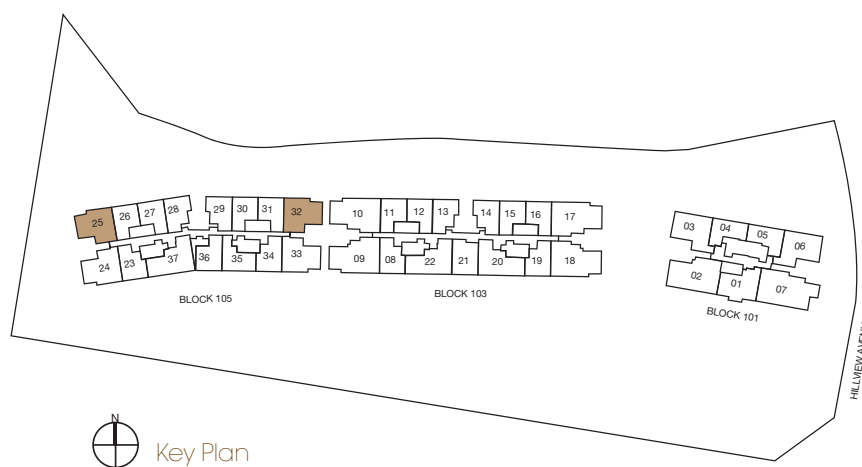 25 26 27 28 29 30 31 32 10 11 12 13 14 15 16 17 03 04 05 06
24 23 37 36 35 34 33 09 08 22 21 20 19 18 02 01 07
BLOCK 105 BLOCK 103 BLOCK 101
HILLVIEW
N
Key Plan